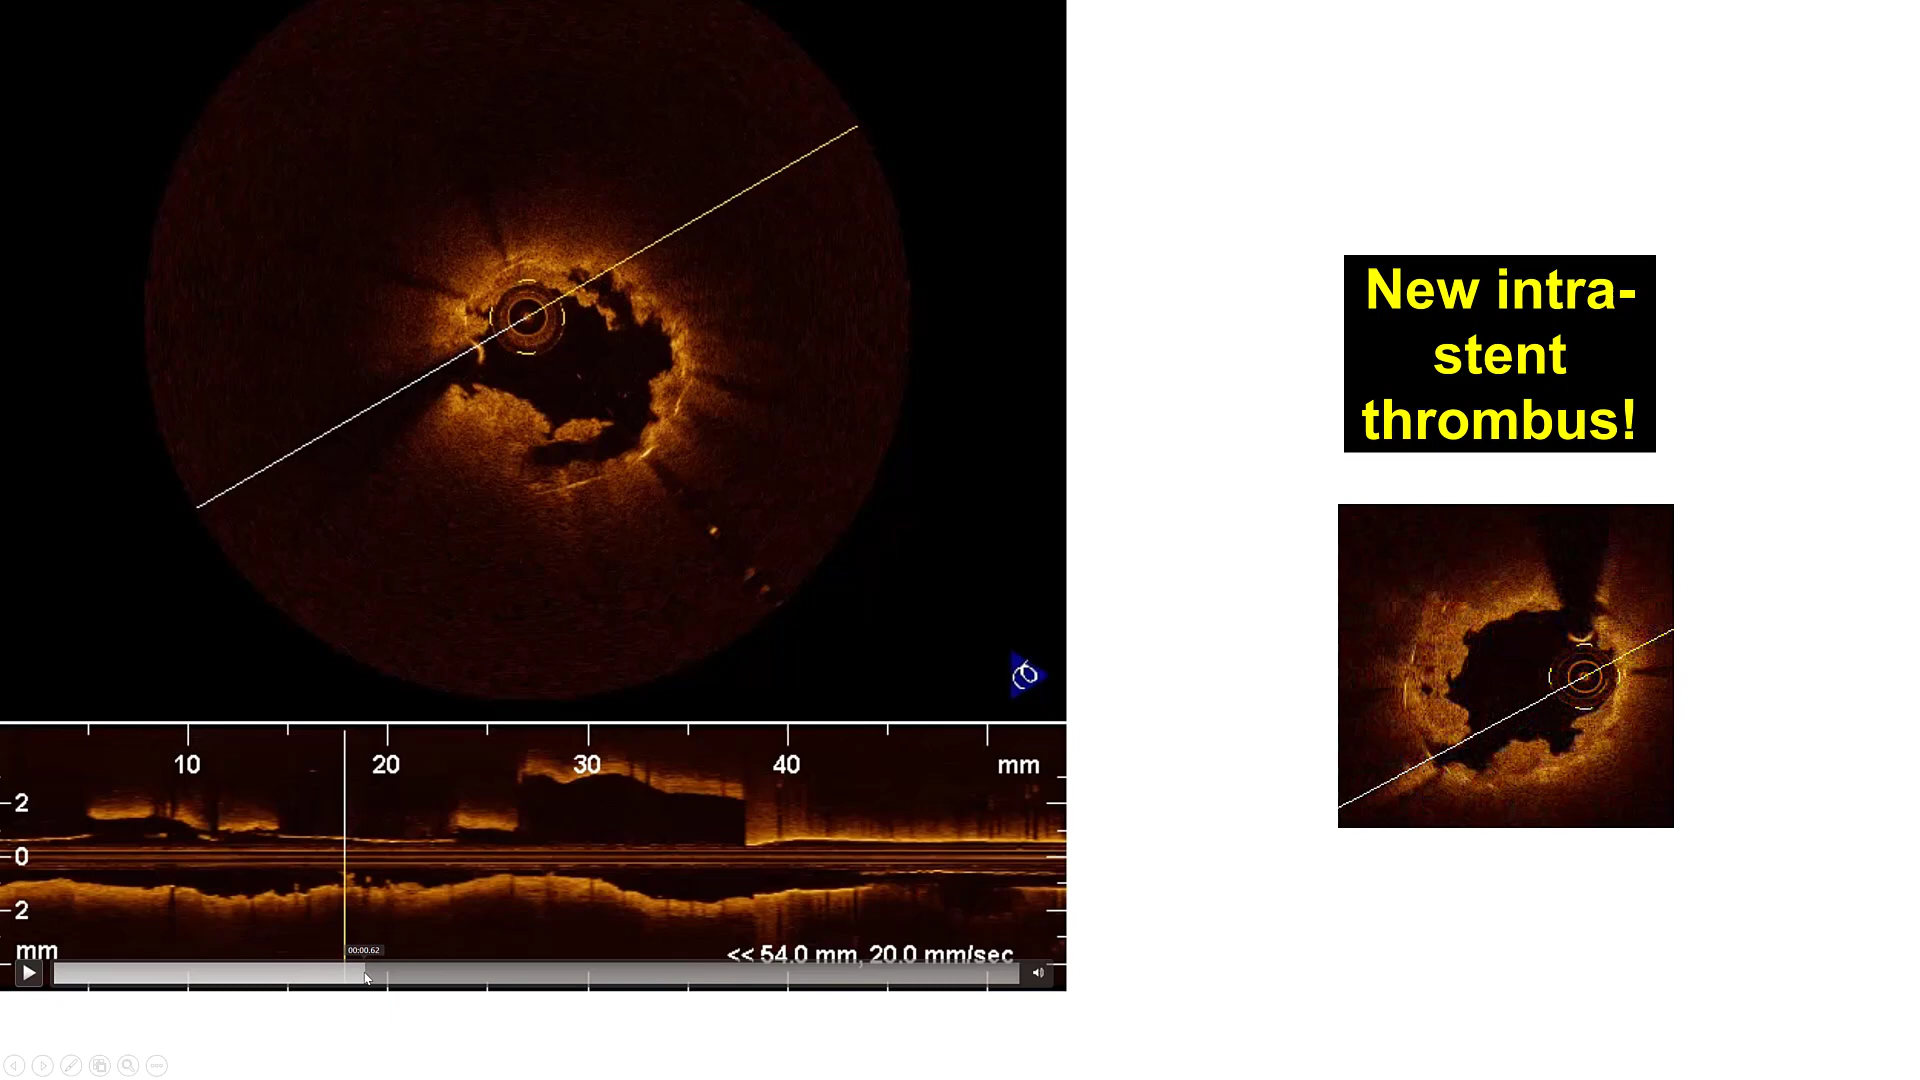 New intra-
stent
thrombus!
10 20 30 40 mm
2
0
2
mm
00:00.62
<< 54.0 mm, 20.0 mm/sec